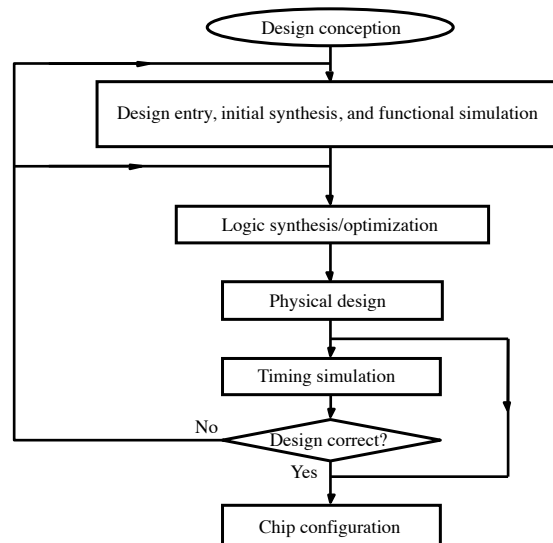 Design conception
Design entry, initial synthesis, and functional simulation
Logic synthesis/optimization
Physical design
Timing simulation
No
Design correct?
Yes
Chip configuration